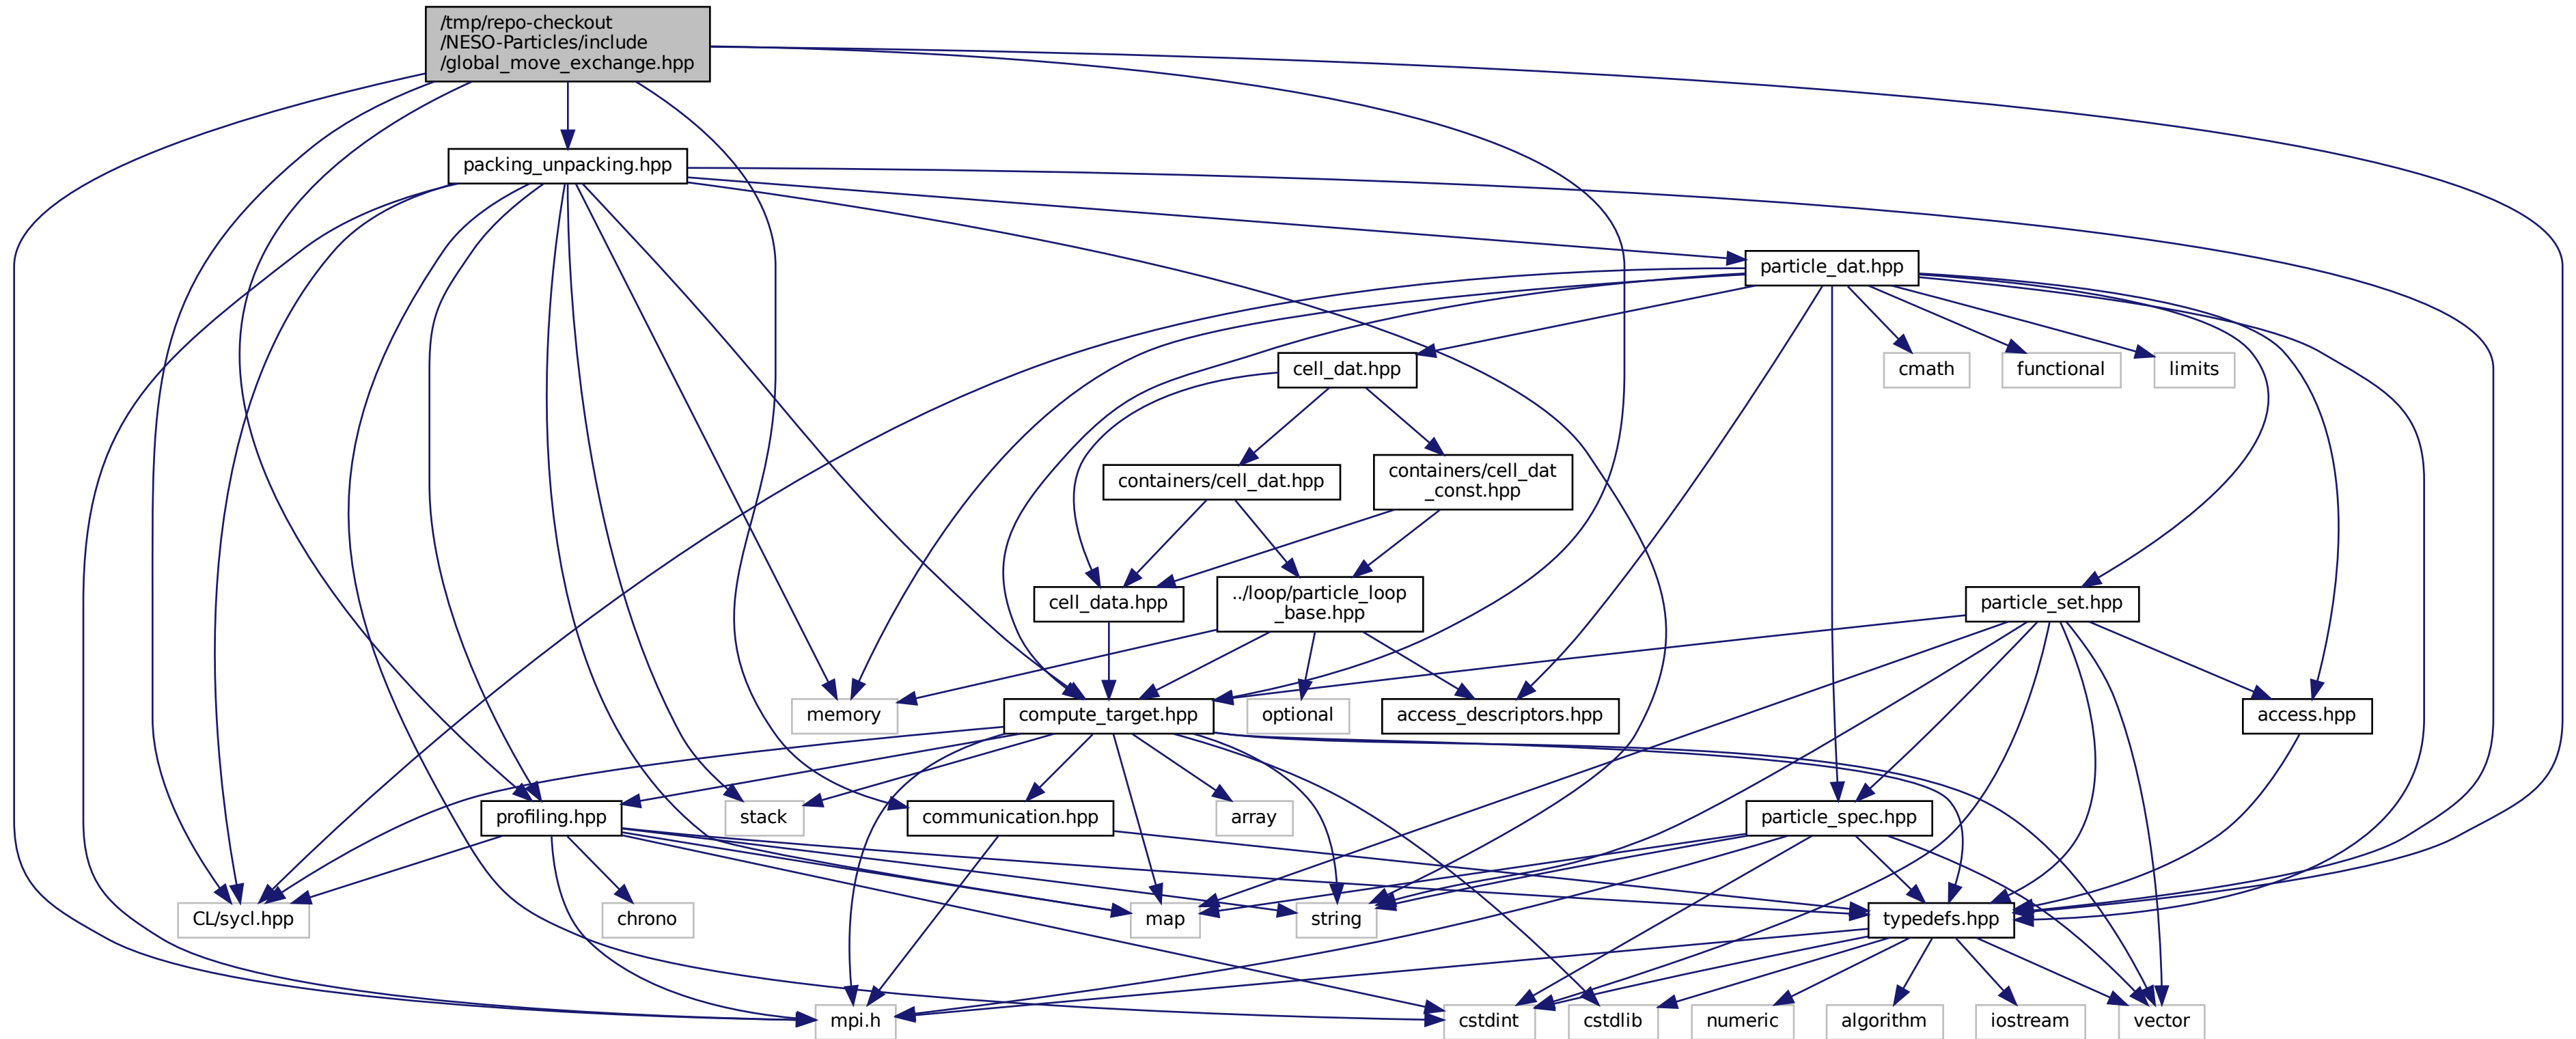 /tmp/repo-checkout
/NESO-Particles/include
/global_move_exchange.hpp
packing_unpacking.hpp
particle_dat.hpp
cell_dat.hpp
cmath
functional
limits
containers/cell_dat.hpp
containers/cell_dat
_const.hpp
cell_data.hpp
../loop/particle_loop
_base.hpp
particle_set.hpp
memory
compute_target.hpp
optional
access_descriptors.hpp
access.hpp
profiling.hpp
stack
communication.hpp
array
particle_spec.hpp
CL/sycl.hpp
chrono
map
string
typedefs.hpp
mpi.h
cstdint
cstdlib
numeric
algorithm
iostream
vector